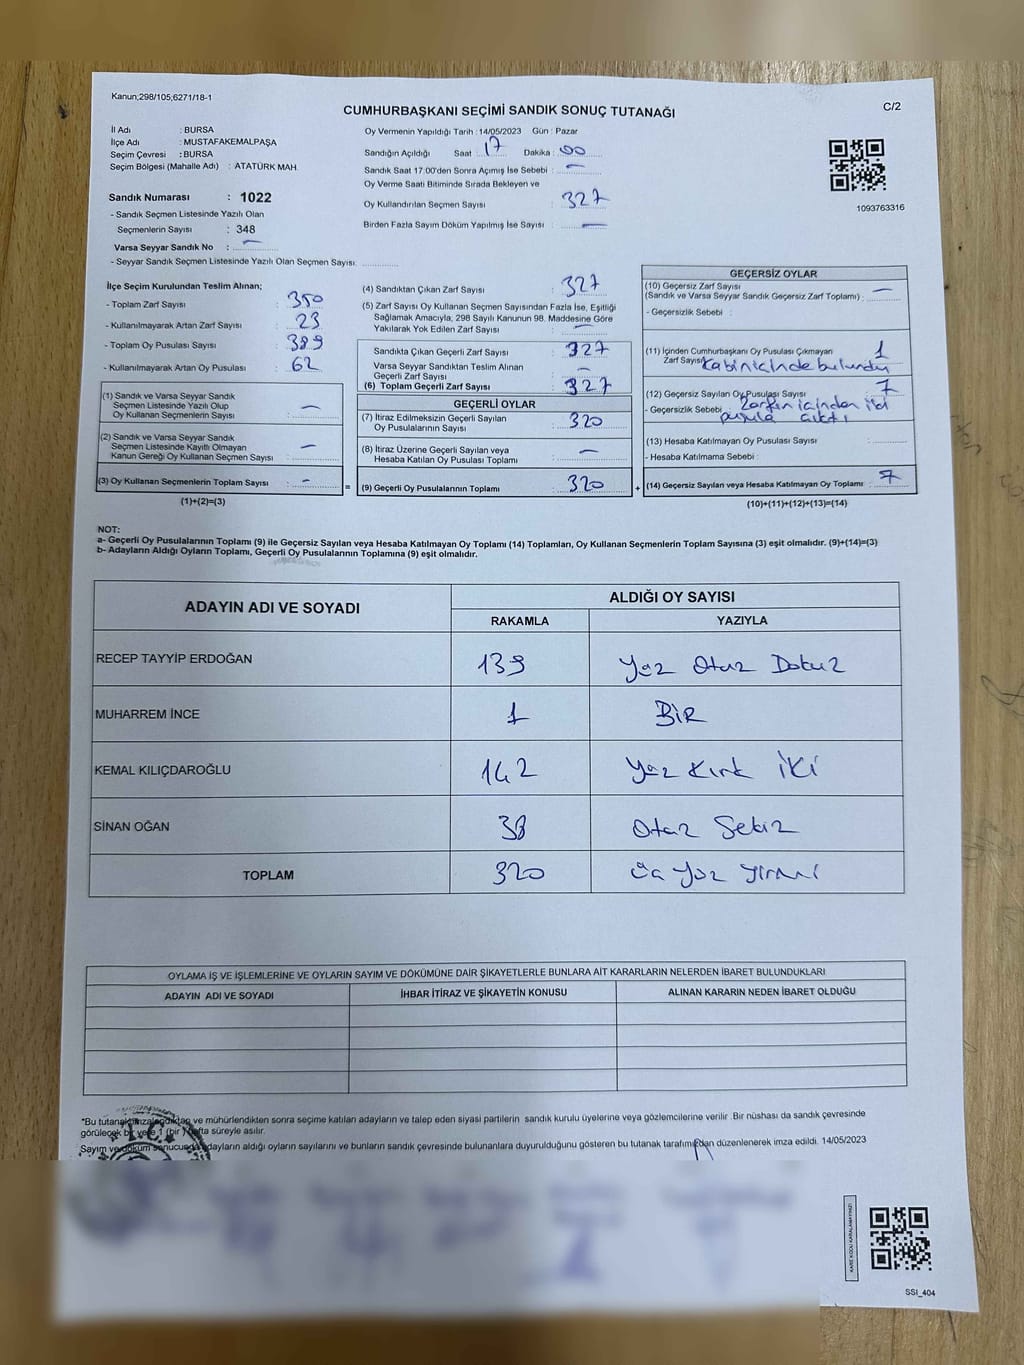 Kanun;298/105;6271/18-1
CUMHURBAŞKANI SEÇİMİ SANDIK SONUÇ TUTANAĞI
C/2
İl Adı : BURSA
İlçe Adı : MUSTAFAKEMALPAŞA
Seçim Çevresi : BURSA
Seçim Bölgesi (Mahalle Adı) : ATATÜRK MAH.
Sandık Numarası : 1022
- Sandık Seçmen Listesinde Yazılı Olan
Seçmenlerin Sayısı : 348
Varsa Seyyar Sandık No : —
- Seyyar Sandık Seçmen Listesinde Yazılı Olan Seçmen Sayısı:
Oy Vermenin Yapıldığı Tarih : 14/05/2023 Gün : Pazar
Sandığın Açıldığı Saat : 17 Dakika : 00
Sandık Saat 17.00'den Sonra Açımış İse Sebebi : —
Oy Verme Saati Bitiminde Sırada Bekleyen ve
Oy Kullandırılan Seçmen Sayısı : 327
Birden Fazla Sayım Döküm Yapılmış İse Sayısı : —
1093763316
İlçe Seçim Kurulundan Teslim Alınan;
- Toplam Zarf Sayısı : 350
- Kullanılmayarak Artan Zarf Sayısı : 23
- Toplam Oy Pusulası Sayısı : 389
- Kullanılmayarak Artan Oy Pusulası : 62
(1) Sandık ve Varsa Seyyar Sandık
Seçmen Listesinde Yazılı Olup
Oy Kullanan Seçmenlerin Sayısı : —
(2) Sandık ve Varsa Seyyar Sandık
Seçmen Listesinde Kayıtlı Olmayan
Kanun Gereği Oy Kullanan Seçmen Sayısı : —
(3) Oy Kullanan Seçmenlerin Toplam Sayısı : —
(1)+(2)=(3)
(4) Sandıktan Çıkan Zarf Sayısı : 327
(5) Zarf Sayısı Oy Kullanan Seçmen Sayısından Fazla İse, Eşitliği
Sağlamak Amacıyla, 298 Sayılı Kanunun 98. Maddesine Göre
Yakılarak Yok Edilen Zarf Sayısı : —
Sandıkta Çıkan Geçerli Zarf Sayısı : 327
Varsa Seyyar Sandıktan Teslim Alınan
Geçerli Zarf Sayısı : —
(6) Toplam Geçerli Zarf Sayısı : 327
GEÇERLİ OYLAR
(7) İtiraz Edilmeksizin Geçerli Sayılan
Oy Pusulalarının Sayısı : 320
(8) İtiraz Üzerine Geçerli Sayılan veya
Hesaba Katılan Oy Pusulası Toplamı : —
= (9) Geçerli Oy Pusulalarının Toplamı : 320
GEÇERSİZ OYLAR
(10) Geçersiz Zarf Sayısı —
(Sandık ve Varsa Seyyar Sandık Geçersiz Zarf Toplamı) :
- Geçersizlik Sebebi :
(11) İçinden Cumhurbaşkanı Oy Pusulası Çıkmayan 1
Zarf Sayısı kabin içinde bulundu
(12) Geçersiz Sayılan Oy Pusulası Sayısı 7
- Geçersizlik Sebebi Zarfın içinden iki
pusula çıktı
(13) Hesaba Katılmayan Oy Pusulası Sayısı :
- Hesaba Katılmama Sebebi :
+ (14) Geçersiz Sayılan veya Hesaba Katılmayan Oy Toplamı : 7
(10)+(11)+(12)+(13)=(14)
NOT:
a- Geçerli Oy Pusulalarının Toplamı (9) ile Geçersiz Sayılan veya Hesaba Katılmayan Oy Toplamı (14) Toplamları, Oy Kullanan Seçmenlerin Toplam Sayısına (3) eşit olmalıdır. (9)+(14)=(3)
b- Adayların Aldığı Oyların Toplamı, Geçerli Oy Pusulalarının Toplamına (9) eşit olmalıdır.
ADAYIN ADI VE SOYADI
ALDIĞI OY SAYISI
RAKAMLA YAZIYLA
RECEP TAYYİP ERDOĞAN 139 Yüz Otuz Dokuz
MUHARREM İNCE 1 BİR
KEMAL KILIÇDAROĞLU 142 Yüz Kırk İKİ
SİNAN OĞAN 38 Otuz Sekiz
TOPLAM 320 Üç Yüz Yirmi
OYLAMA İŞ VE İŞLEMLERİNE VE OYLARIN SAYIM VE DÖKÜMÜNE DAİR ŞİKAYETLERLE BUNLARA AİT KARARLARIN NELERDEN İBARET BULUNDUKLARI
ADAYIN ADI VE SOYADI İHBAR İTİRAZ VE ŞİKAYETİN KONUSU ALINAN KARARIN NEDEN İBARET OLDUĞU
*Bu tutanak ve mühürlendikten sonra seçime katılan adayların ve talep eden siyasi partilerin sandık kurulu üyelerine veya gözlemcilerine verilir. Bir nüshası da sandık çevresinde
görülecek bir yere 1 (bir) hafta süreyle asılır.
Sayım ve döküm sonucunda adayların aldığı oyların sayılarını ve bunların sandık çevresinde bulunanlara duyurulduğunu gösteren bu tutanak tarafımızdan düzenlenerek imza edildi. 14/05/2023
T.C.
KARE KODU KARALAMAYINIZ!
SSI_404